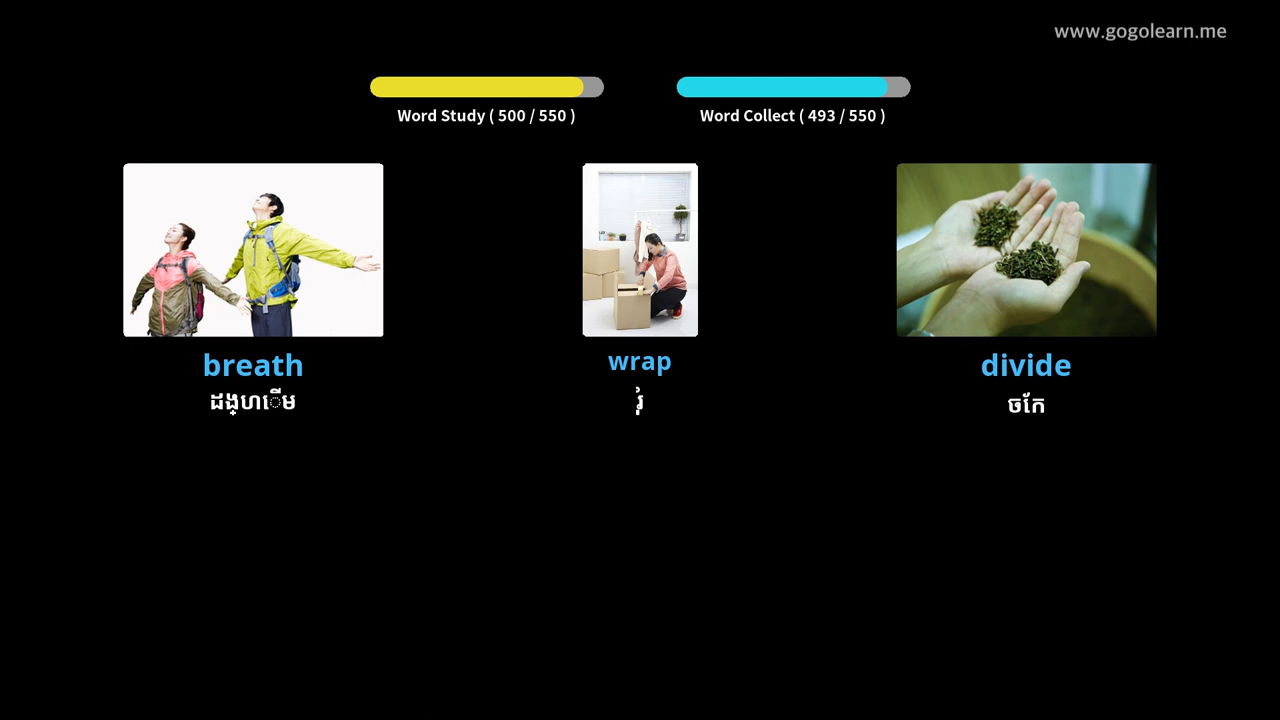 www.gogolearn.me
Word Study ( 500 / 550 )
Word Collect ( 493 / 550 )
breath
wrap
divide
ដង្ហើម
រុំ
ចកែ